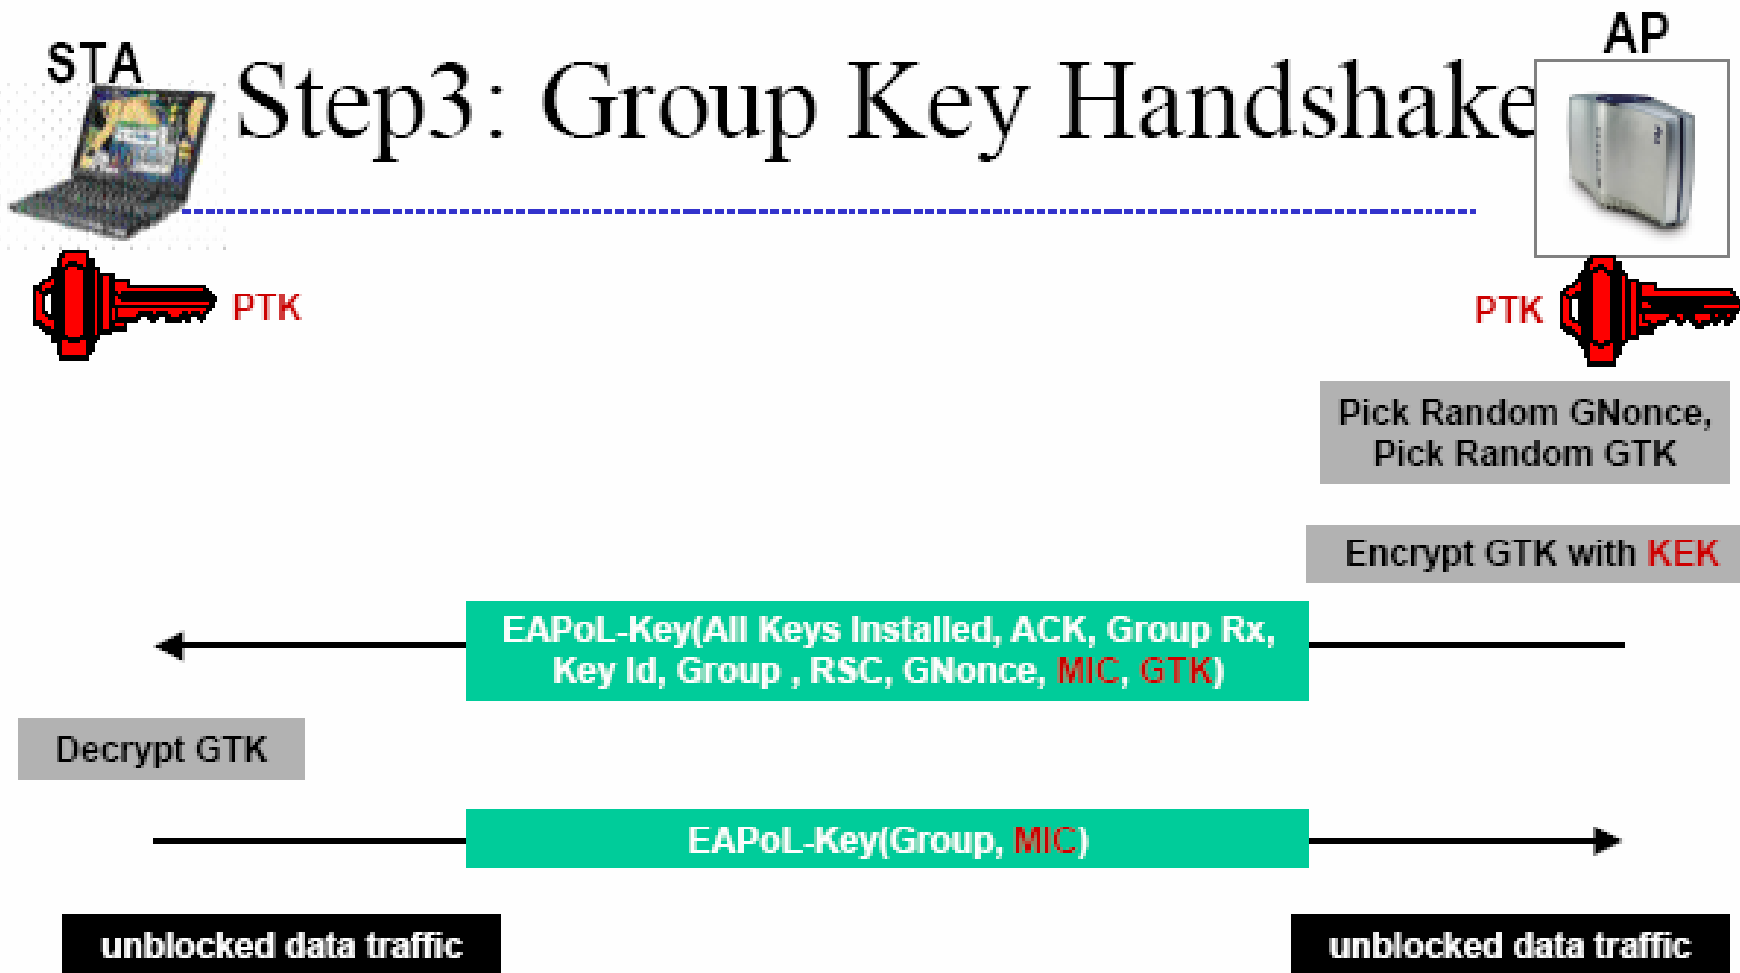 STA
Step3: Group Key Handshake
AP
PTK
PTK
Pick Random GNonce,
Pick Random GTK
Encrypt GTK with KEK
EAPoL-Key(All Keys Installed, ACK, Group Rx,
Key Id, Group , RSC, GNonce, MIC, GTK)
Decrypt GTK
EAPoL-Key(Group, MIC)
unblocked data traffic
unblocked data traffic